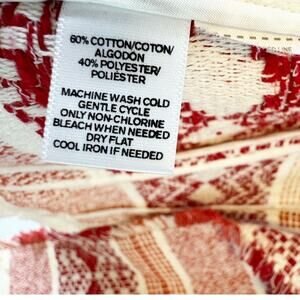 60% COTTON/COTON/
ALGODÓN
40% POLYESTER/
POLIÉSTER
MACHINE WASH COLD
GENTLE CYCLE
ONLY NON-CHLORINE
BLEACH WHEN NEEDED
DRY FLAT
COOL IRON IF NEEDED